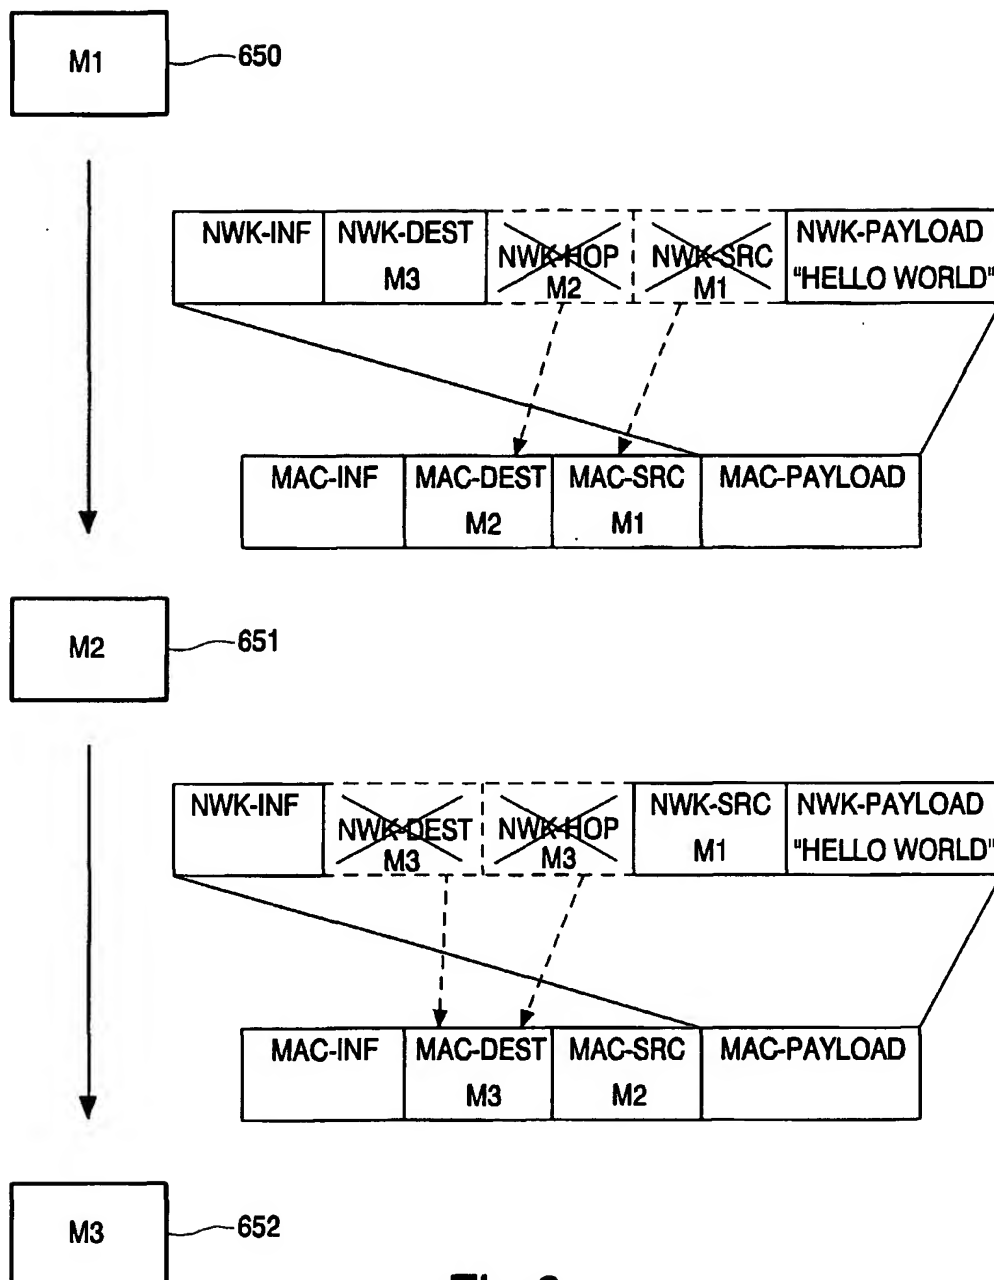 M1
650
NWK-INF
NWK-DEST
M3
NWK-HOP
M2
NWK-SRC
M1
NWK-PAYLOAD
"HELLO WORLD"
MAC-INF
MAC-DEST
M2
MAC-SRC
M1
MAC-PAYLOAD
M2
651
NWK-INF
NWK-DEST
M3
NWK-HOP
M3
NWK-SRC
M1
NWK-PAYLOAD
"HELLO WORLD"
MAC-INF
MAC-DEST
M3
MAC-SRC
M2
MAC-PAYLOAD
M3
652